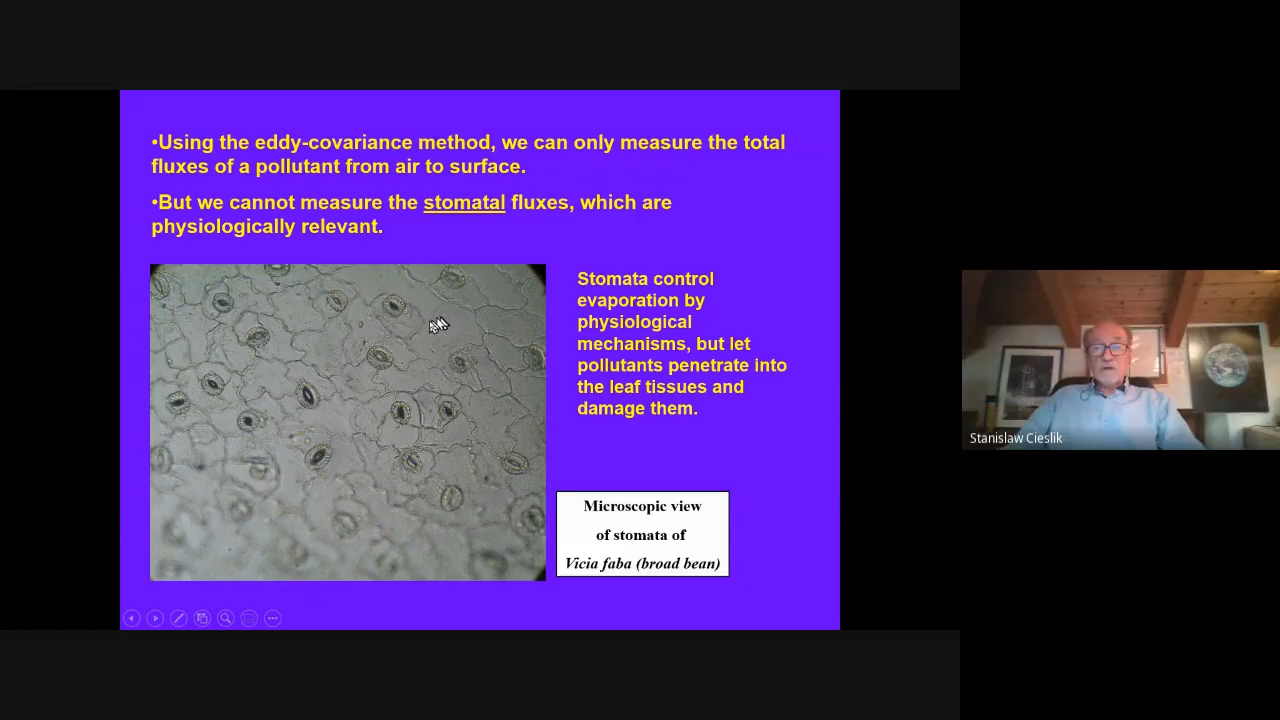 •Using the eddy-covariance method, we can only measure the total
fluxes of a pollutant from air to surface.
•But we cannot measure the stomatal fluxes, which are
physiologically relevant.
Stomata control
evaporation by
physiological
mechanisms, but let
pollutants penetrate into
the leaf tissues and
damage them.
Microscopic view
of stomata of
Vicia faba (broad bean)
Stanislaw Cieslik